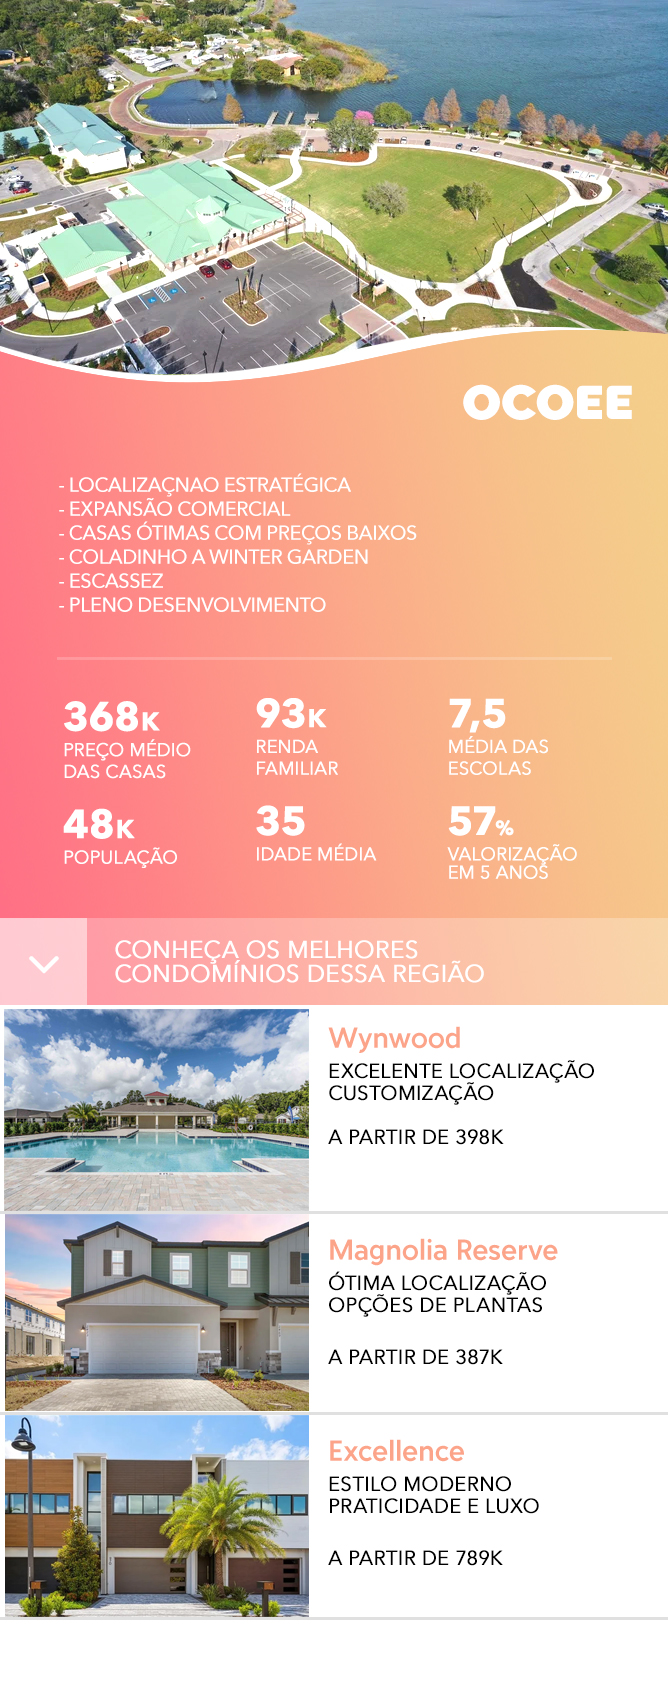 OCOEE
- LOCALIZAÇNAO ESTRATÉGICA
- EXPANSÃO COMERCIAL
- CASAS ÓTIMAS COM PREÇOS BAIXOS
- COLADINHO A WINTER GARDEN
- ESCASSEZ
- PLENO DESENVOLVIMENTO
368K
PREÇO MÉDIO
DAS CASAS
93K
RENDA
FAMILIAR
7,5
MÉDIA DAS
ESCOLAS
48K
POPULAÇÃO
35
IDADE MÉDIA
57%
VALORIZAÇÃO
EM 5 ANOS
CONHEÇA OS MELHORES
CONDOMÍNIOS DESSA REGIÃO
Wynwood
EXCELENTE LOCALIZAÇÃO
CUSTOMIZAÇÃO
A PARTIR DE 398K
Magnolia Reserve
ÓTIMA LOCALIZAÇÃO
OPÇÕES DE PLANTAS
A PARTIR DE 387K
Excellence
ESTILO MODERNO
PRATICIDADE E LUXO
A PARTIR DE 789K